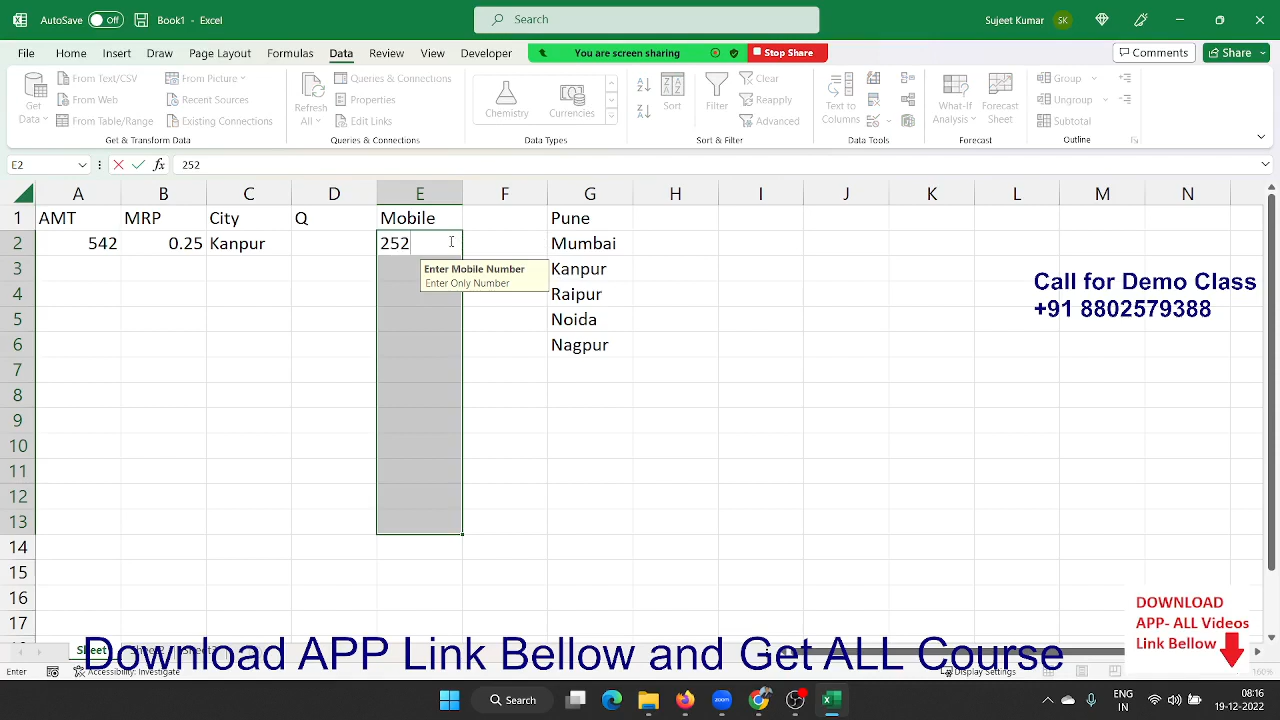 AutoSave Off Book1 - Excel Search Sujeet Kumar SK
File Home Insert Draw Page Layout Formulas Data Review View Developer You are screen sharing Stop Share Comments Share
Get Data From Text/CSV From Picture Refresh All Queries & Connections Sort Filter Clear Text to Columns What-If Analysis Forecast Sheet Group
From Web Recent Sources Properties Chemistry Currencies Reapply Ungroup
From Table/Range Existing Connections Edit Links Advanced Subtotal
Get & Transform Data Queries & Connections Data Types Sort & Filter Data Tools Forecast Outline
E2 fx 252
A B C D E F G H I J K L M N
1 AMT MRP City Q Mobile Pune
2 542 0.25 Kanpur 252 Mumbai
3 Enter Mobile Number Kanpur
Enter Only Number
4 Raipur
5 Noida
6 Nagpur
7
8
9
10
11
12
13
14
15
16
17
Call for Demo Class
+91 8802579388
DOWNLOAD
APP- ALL Videos
Link Bellow
Download APP Link Bellow and Get ALL Course
Enter Accessibility: Investigate Display Settings 160%
Search ENG IN 08:16
19-12-2022